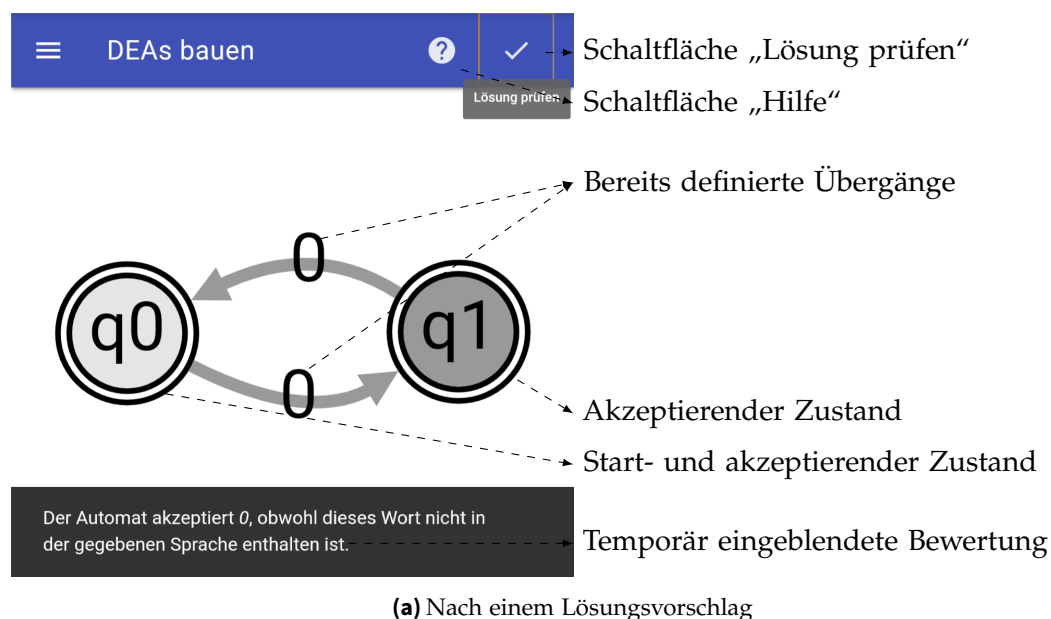 DEAs bauen
?
Schaltfläche „Lösung prüfen“
Lösung prüfen
Schaltfläche „Hilfe“
Bereits definierte Übergänge
0
q0
q1
0
Akzeptierender Zustand
Start- und akzeptierender Zustand
Der Automat akzeptiert 0, obwohl dieses Wort nicht in
der gegebenen Sprache enthalten ist.
Temporär eingeblendete Bewertung
(a) Nach einem Lösungsvorschlag